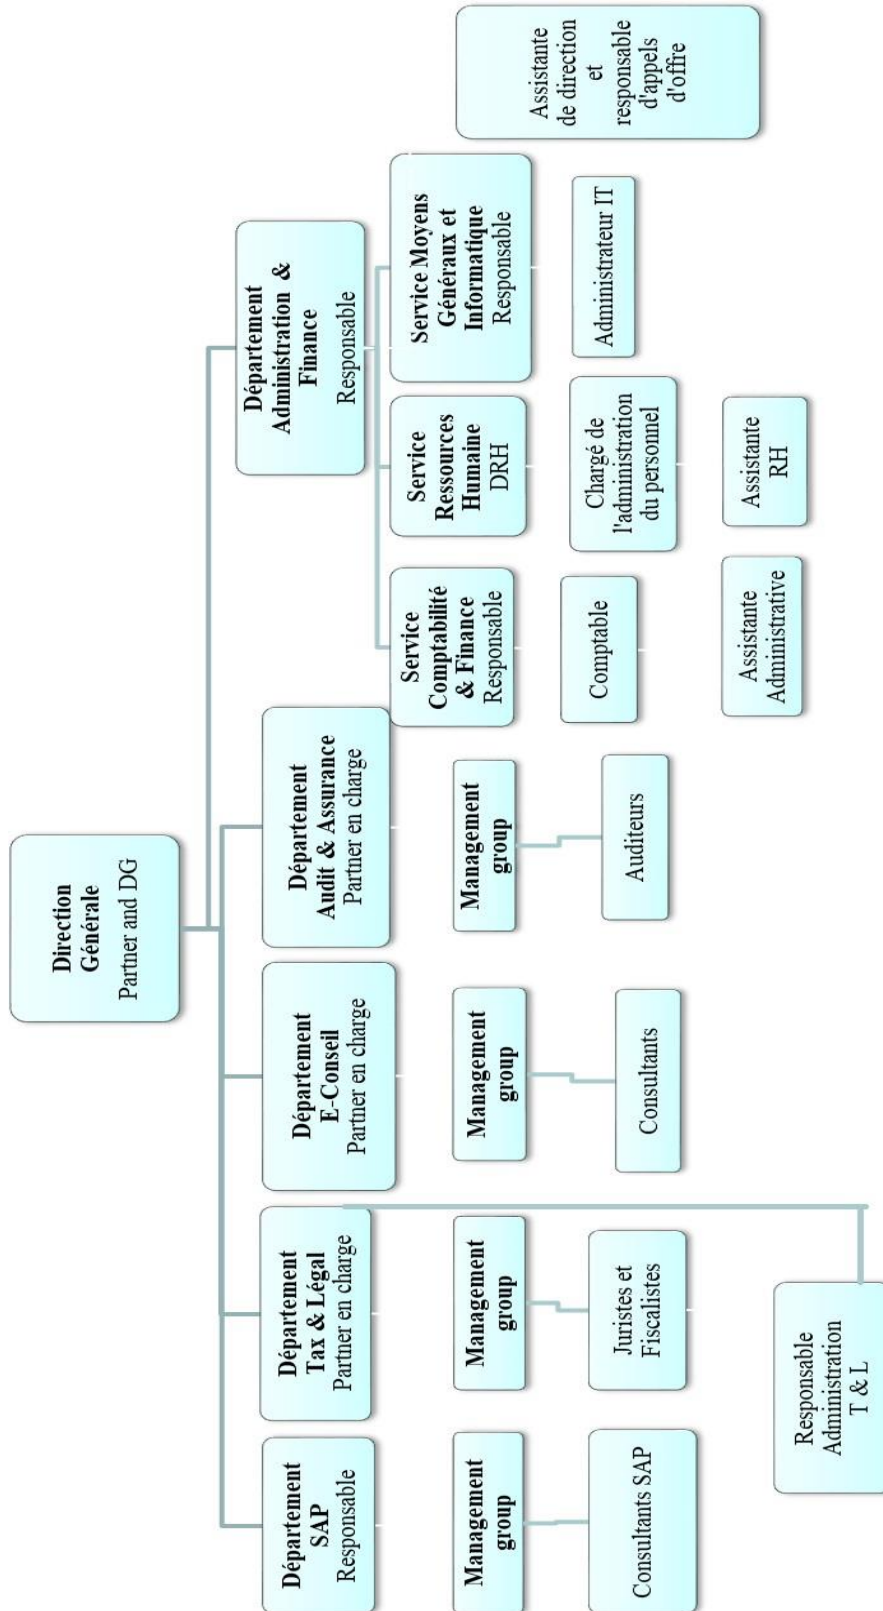 Direction
Générale
Partner and DG
Département
SAP
Responsable
Département
Tax & Légal
Partner en charge
Département
E-Conseil
Partner en charge
Département
Audit & Assurance
Partner en charge
Département
Administration &
Finance
Responsable
Management
group
Consultants SAP
Management
group
Juristes et
Fiscalistes
Responsable
Administration
T & L
Management
group
Consultants
Management
group
Auditeurs
Service
Comptabilité
& Finance
Responsable
Comptable
Assistante
Administrative
Service
Ressources
Humaine
DRH
Chargé de
l'administration
du personnel
Assistante
RH
Service Moyens
Généraux et
Informatique
Responsable
Administrateur IT
Assistante
de direction
et
responsable
d'appels
d'offre